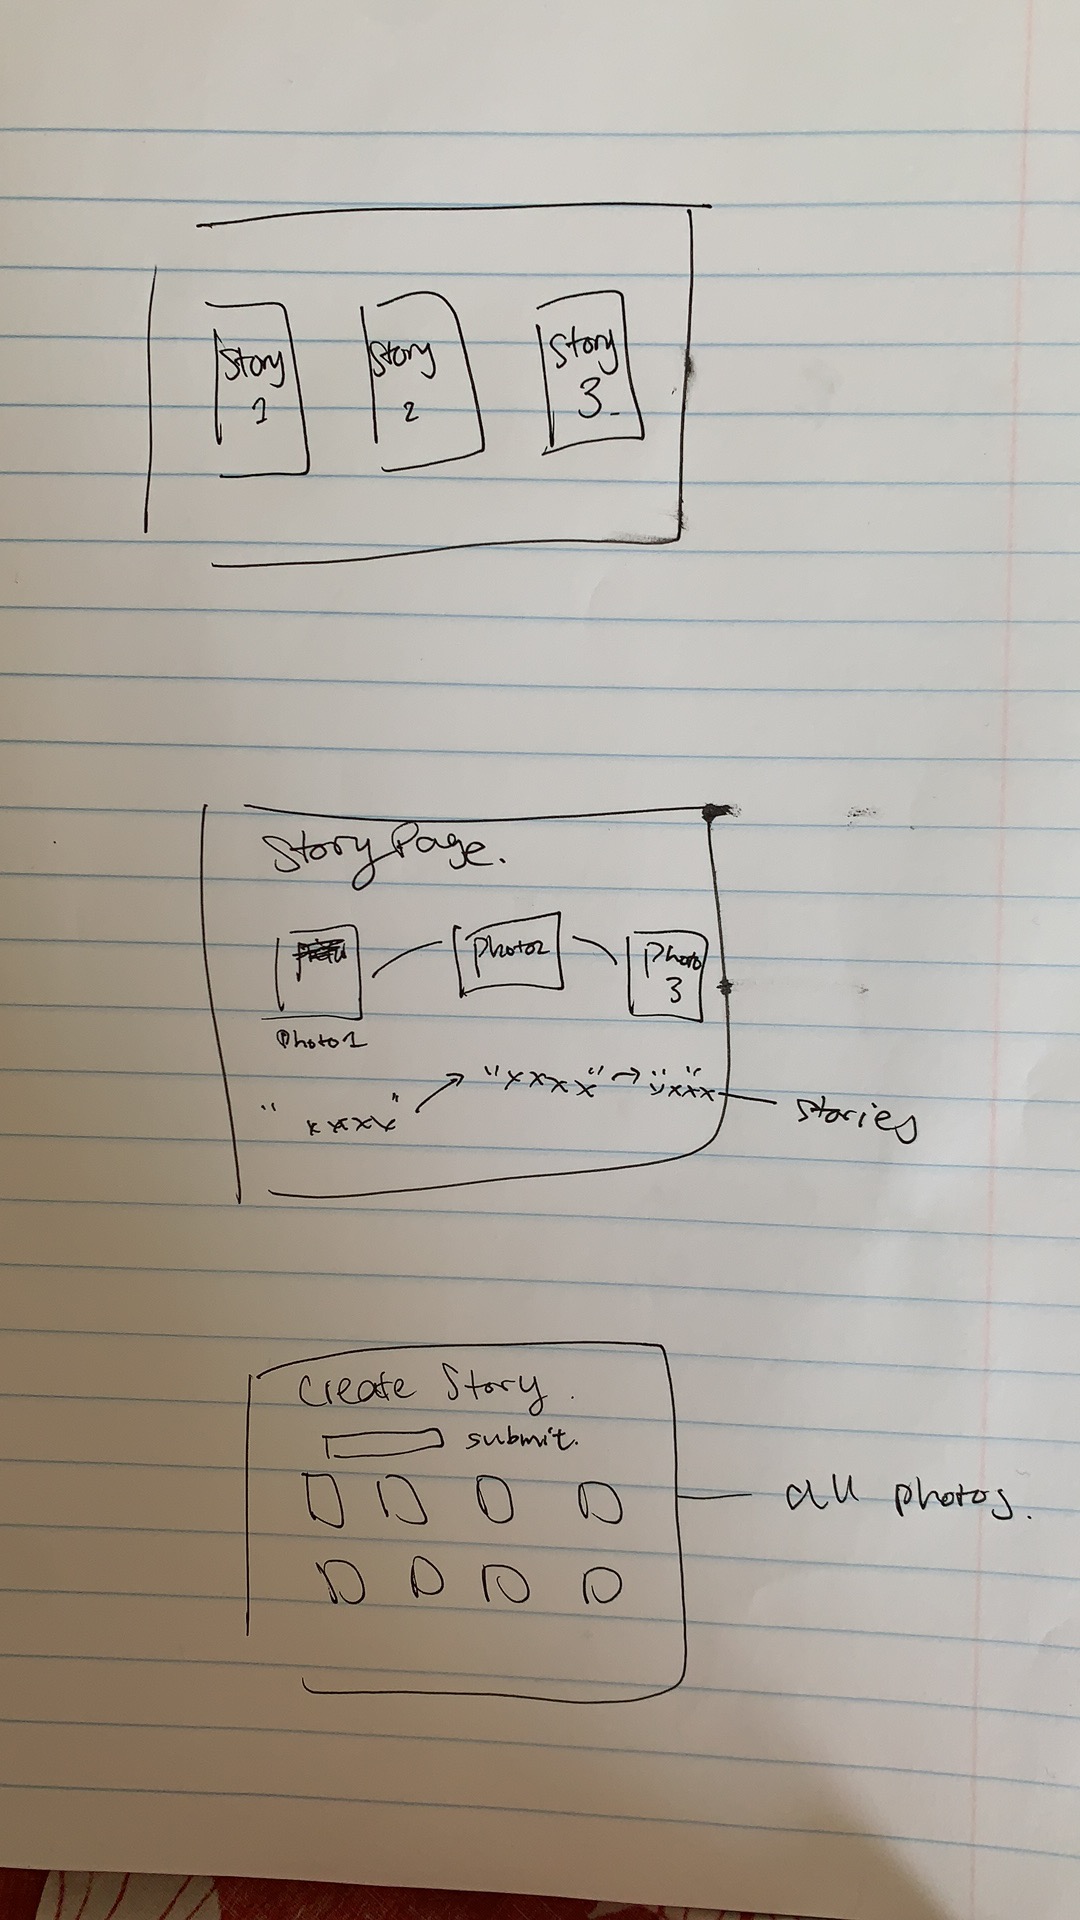 Story
1
Story
2
Story
3
Story Page.
Photo1
Photo2
Photo
3
"xxxx"
"xxxx"
"xxxx"
stories
Create Story.
submit.
all photos.